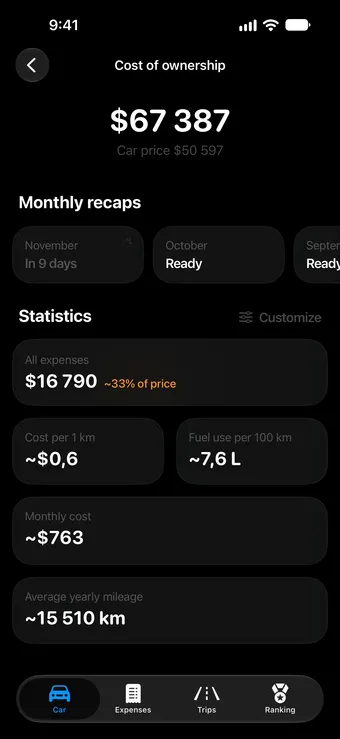 9:41
Cost of ownership
$67 387
Car price $50 597
Monthly recaps
November
In 9 days
October
Ready
Septer
Ready
Statistics
Customize
All expenses
$16 790 ~33% of price
Cost per 1 km
~$0,6
Fuel use per 100 km
~7,6 L
Monthly cost
~$763
Average yearly mileage
~15 510 km
Car
Expenses
Trips
Ranking